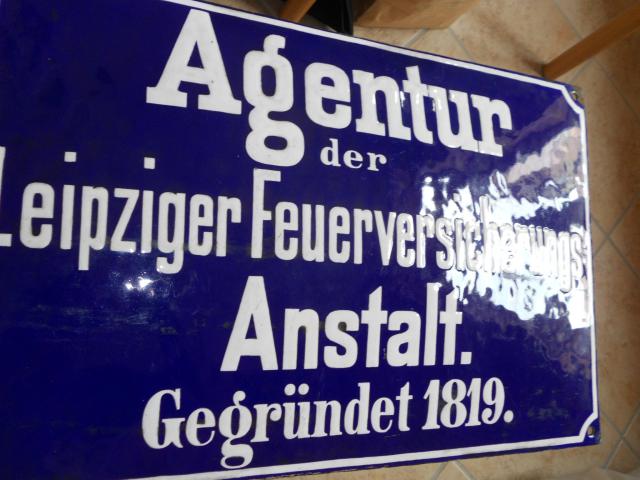 Agentur
der
Leipziger Feuerversicherungs
Anstalt.
Gegründet 1819.